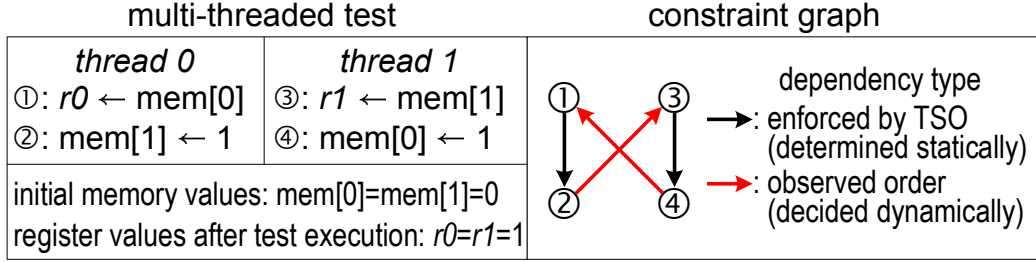 multi-threaded test
constraint graph
thread 0
①: r0 ← mem[0]
②: mem[1] ← 1
thread 1
③: r1 ← mem[1]
④: mem[0] ← 1
initial memory values: mem[0]=mem[1]=0
register values after test execution: r0=r1=1
① ③
② ④
dependency type
: enforced by TSO
(determined statically)
: observed order
(decided dynamically)